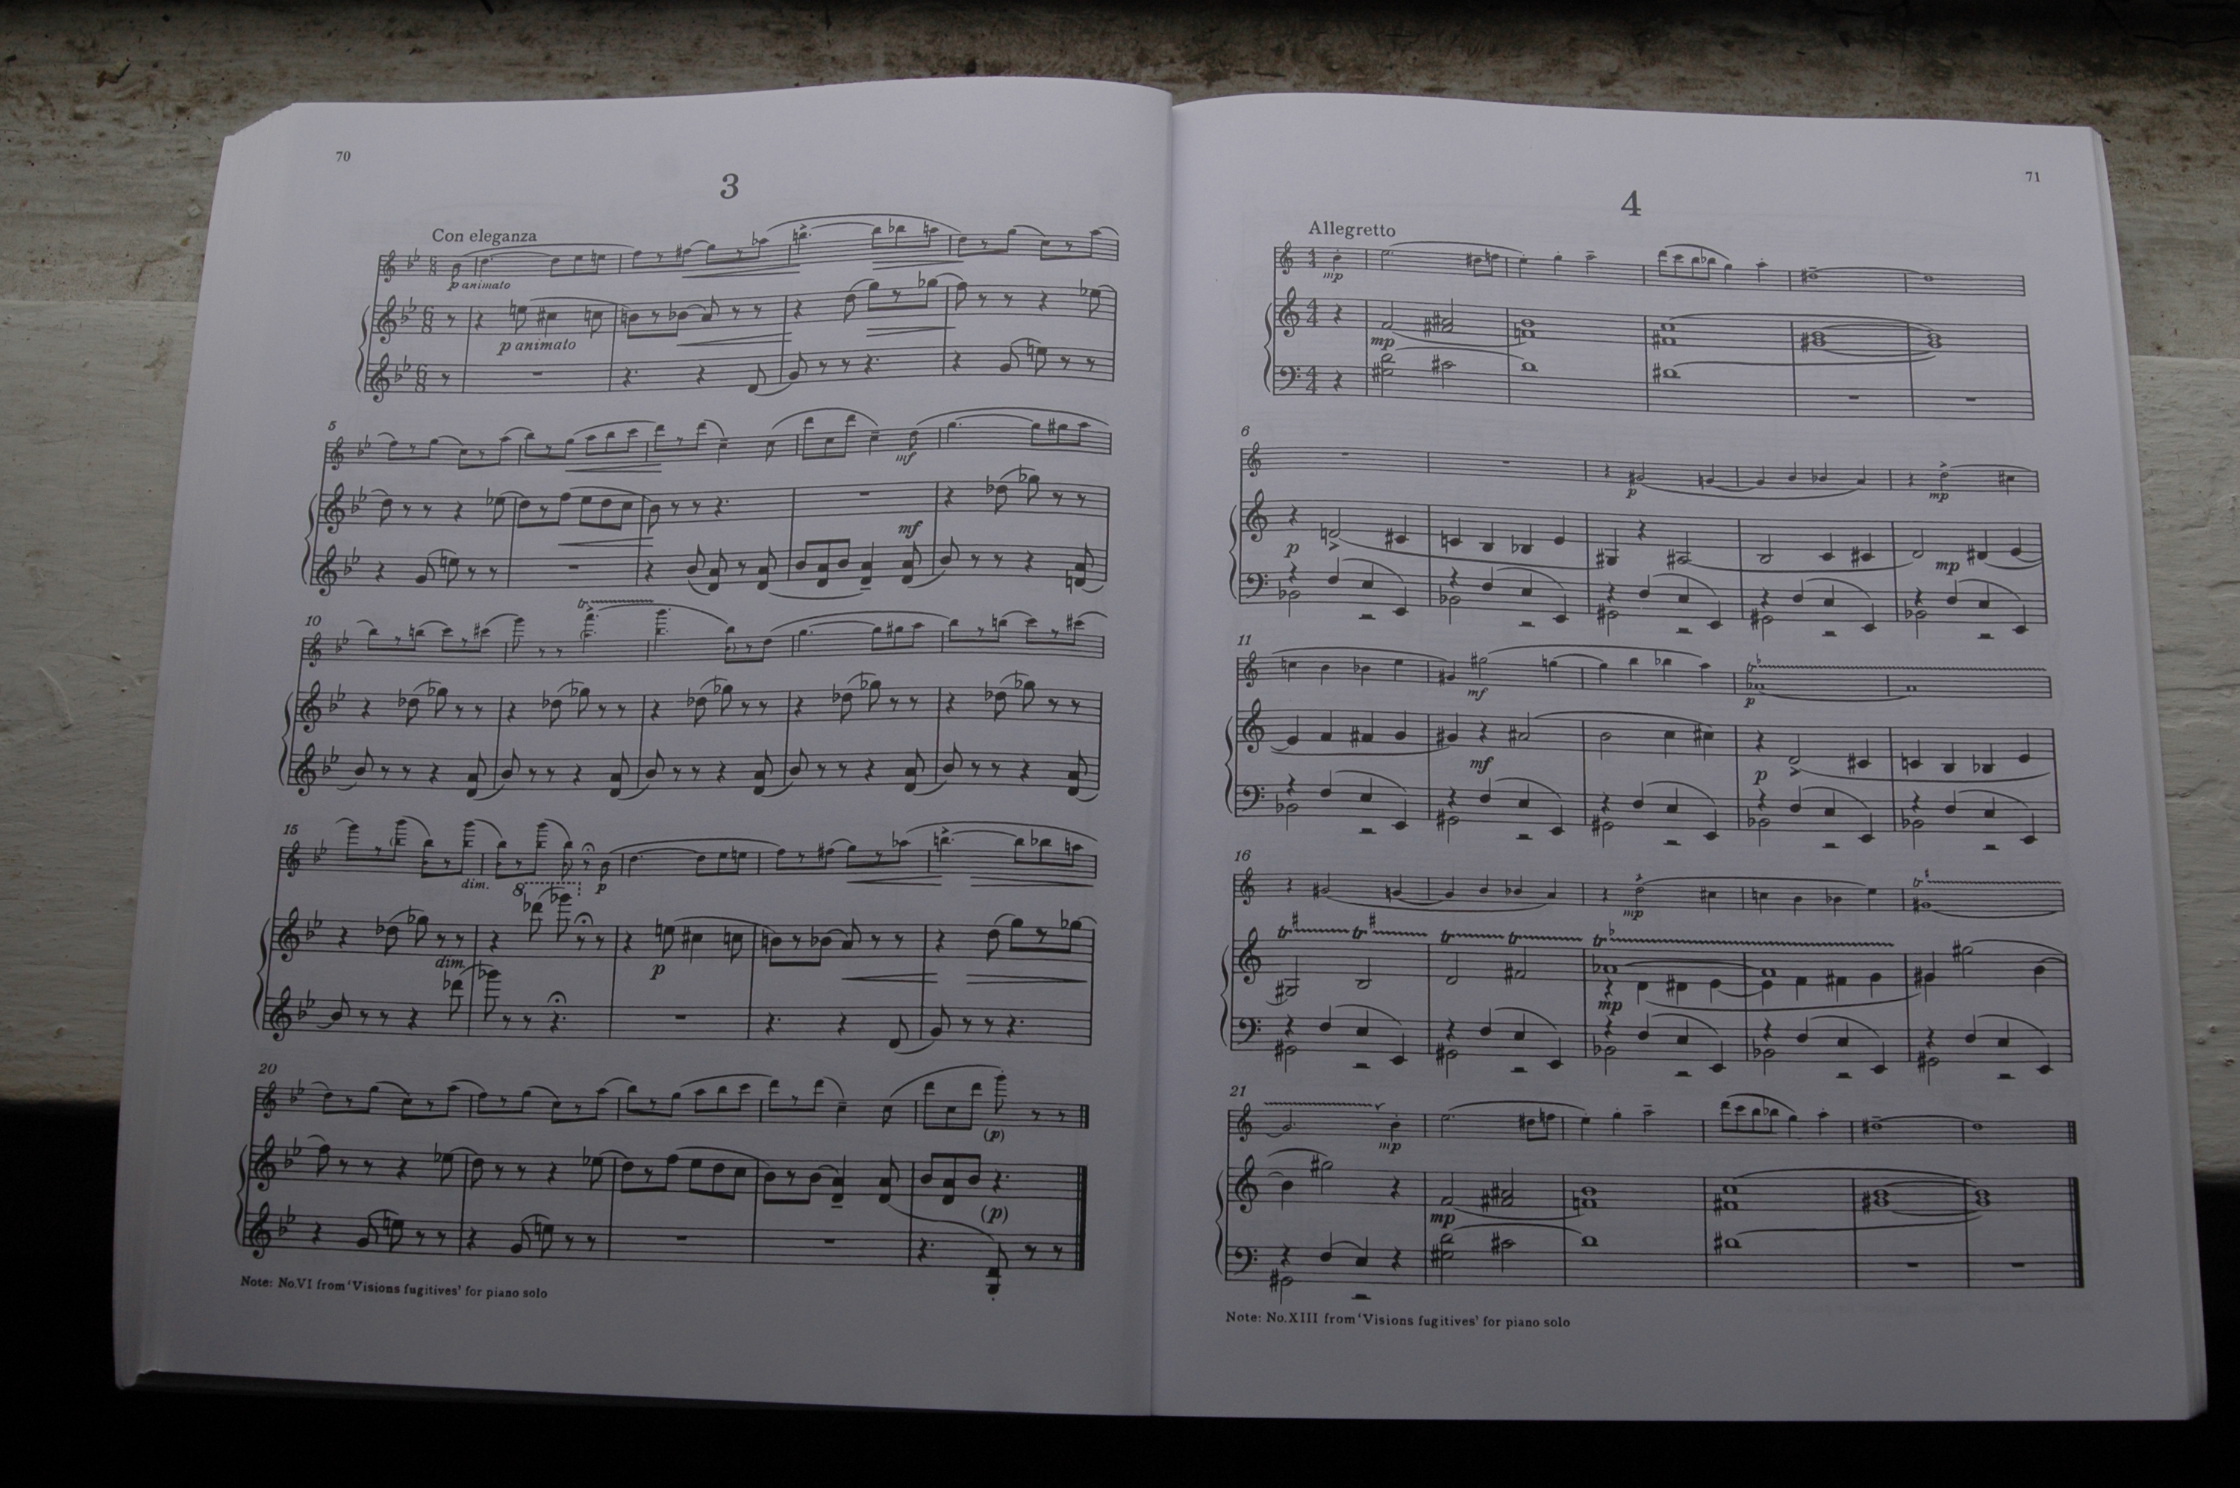 70
3
Con eleganza
p animato
p animato
5
mf
mf
10
tr
15
dim.
8
p
dim.
p
20
(p)
(p)
Note: No.VI from 'Visions fugitives' for piano solo
71
4
Allegretto
mp
mp
6
p
mp
p
mp
11
mf
tr
p
mf
p
16
mp
tr
tr
tr
tr
tr
tr
mp
21
mp
mp
Note: No.XIII from 'Visions fugitives' for piano solo